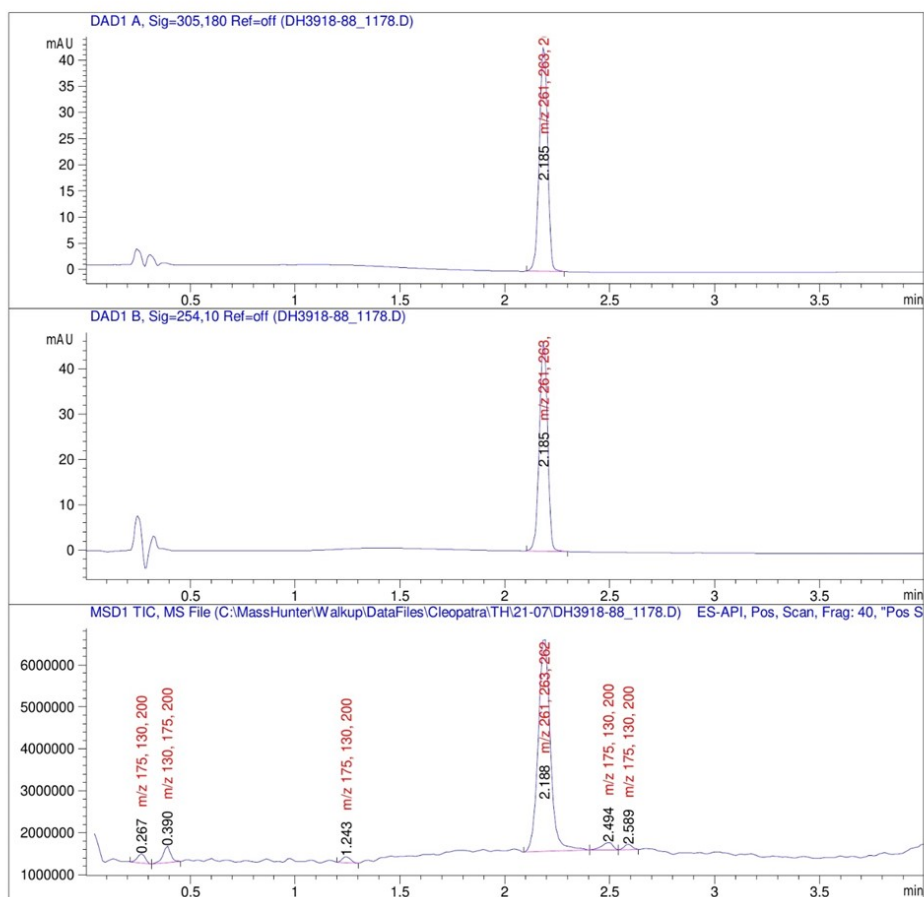 DAD1 A, Sig=305,180 Ref=off (DH3918-88_1178.D)
mAU
40
35
30
25
20
15
10
5
0
2.185 m/z 261, 263, 2
0.5 1 1.5 2 2.5 3 3.5 min
DAD1 B, Sig=254,10 Ref=off (DH3918-88_1178.D)
mAU
40
30
20
10
0
2.185 m/z 261, 263,
0.5 1 1.5 2 2.5 3 3.5 min
MSD1 TIC, MS File (C:\MassHunter\Walkup\DataFiles\Cleopatra\TH\21-07\DH3918-88_1178.D) ES-API, Pos, Scan, Frag: 40, "Pos S
6000000
5000000
4000000
3000000
2000000
1000000
0.267 m/z 175, 130, 200
0.390 m/z 130, 175, 200
1.243 m/z 175, 130, 200
2.188 m/z 261, 263, 262
2.494 m/z 175, 130, 200
2.589 m/z 175, 130, 200
0.5 1 1.5 2 2.5 3 3.5 min